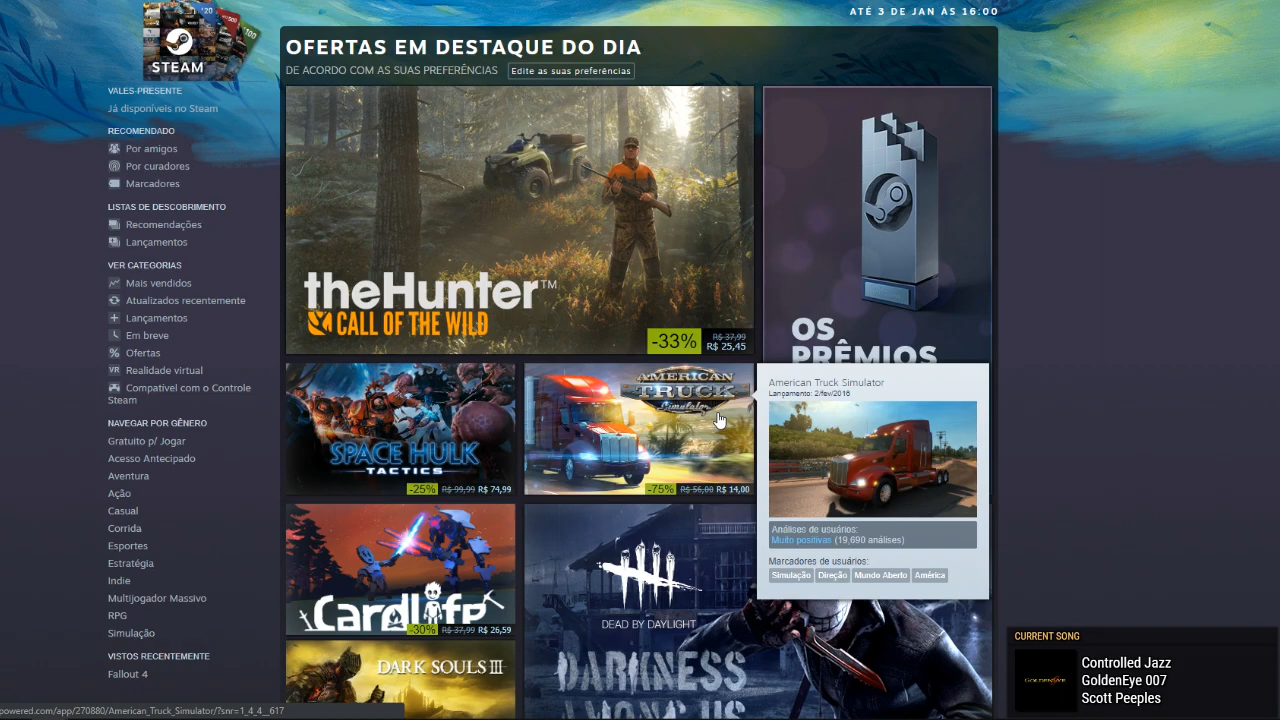 ATÉ 3 DE JAN ÀS 16:00
STEAM
VALES-PRESENTE
Já disponíveis no Steam
RECOMENDADO
Por amigos
Por curadores
Marcadores
LISTAS DE DESCOBRIMENTO
Recomendações
Lançamentos
VER CATEGORIAS
Mais vendidos
Atualizados recentemente
Lançamentos
Em breve
Ofertas
VR Realidade virtual
Compatível com o Controle
Steam
NAVEGAR POR GÊNERO
Gratuito p/ Jogar
Acesso Antecipado
Aventura
Ação
Casual
Corrida
Esportes
Estratégia
Indie
Multijogador Massivo
RPG
Simulação
VISTOS RECENTEMENTE
Fallout 4
OFERTAS EM DESTAQUE DO DIA
DE ACORDO COM AS SUAS PREFERÊNCIAS Edite as suas preferências
theHunter™
CALL OF THE WILD
-33% R$ 37,99
R$ 25,45
OS
PRÊMIOS
SPACE HULK
TACTICS
-25% R$ 99,99 R$ 74,99
AMERICAN
TRUCK
Simulator
-75% R$ 56,00 R$ 14,00
American Truck Simulator
Lançamento: 2/fev/2016
Análises de usuários:
Muito positivas (19,690 análises)
Marcadores de usuários:
Simulação Direção Mundo Aberto América
Cardlife
-30% R$ 37,99 R$ 26,59
DEAD BY DAYLIGHT
DARKNESS
AMONG US
DARK SOULS III
powered.com/app/270880/American_Truck_Simulator/?snr=1_4_4__617
CURRENT SONG
GOLDENEYE
Controlled Jazz
GoldenEye 007
Scott Peeples